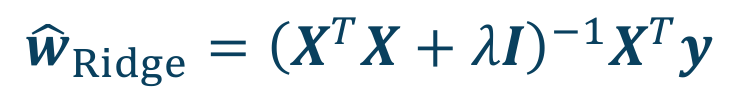 ŵ_Ridge = (X^T X + λI)^−1 X^T y